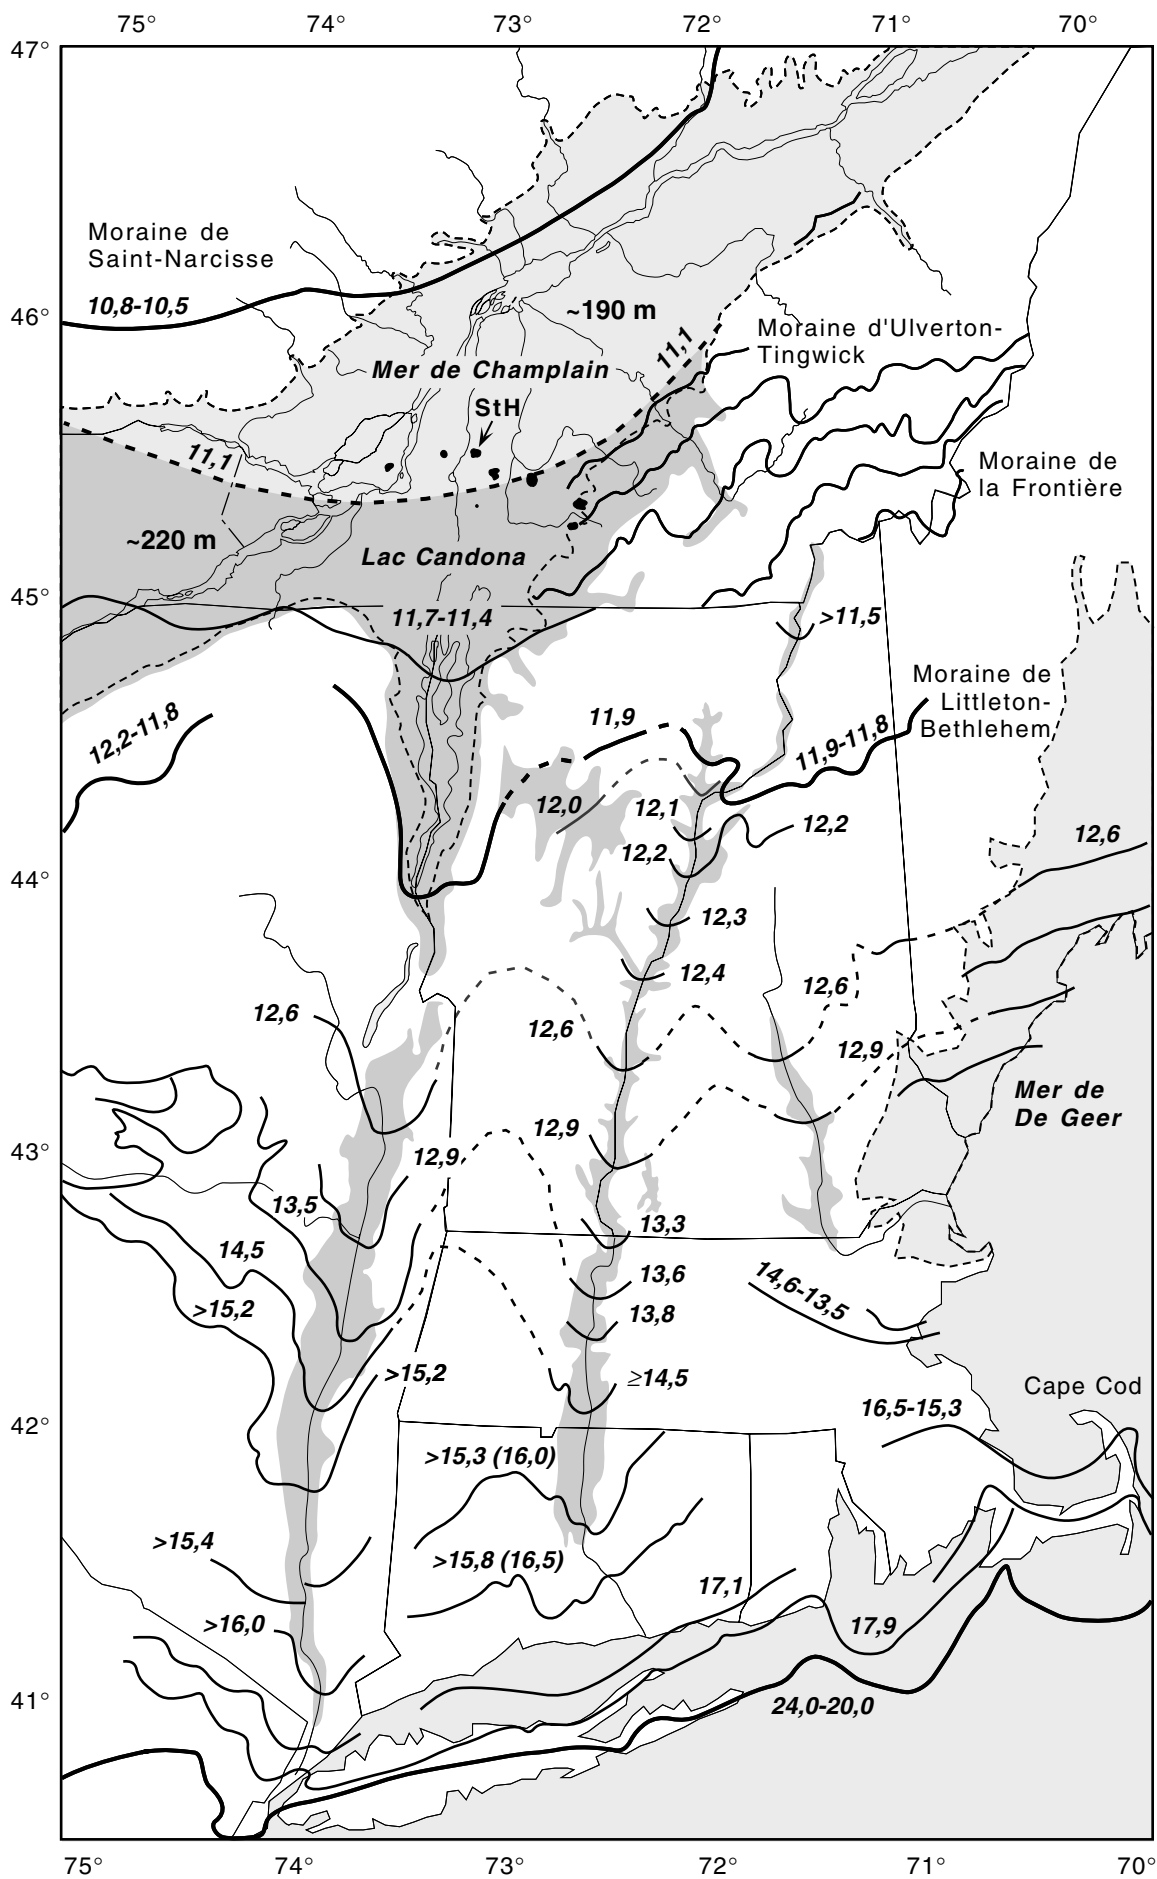 75° 74° 73° 72° 71° 70°
47°
Moraine de
Saint-Narcisse
10,8-10,5
46°
~190 m
11,1
Moraine d'Ulverton-
Tingwick
Mer de Champlain
StH
11,1
Moraine de
la Frontière
~220 m
Lac Candona
45°
11,7-11,4
>11,5
Moraine de
Littleton-
Bethlehem
12,2-11,8
11,9
11,9-11,8
12,0
12,1
12,2
12,2
12,6
44°
12,3
12,4
12,6
12,6
12,6
12,9
Mer de
De Geer
43°
12,9
12,9
13,5
13,3
14,5
13,6
14,6-13,5
>15,2
13,8
>15,2
≥14,5
Cape Cod
42°
16,5-15,3
>15,3 (16,0)
>15,4
>15,8 (16,5)
17,1
>16,0
17,9
41°
24,0-20,0
75° 74° 73° 72° 71° 70°